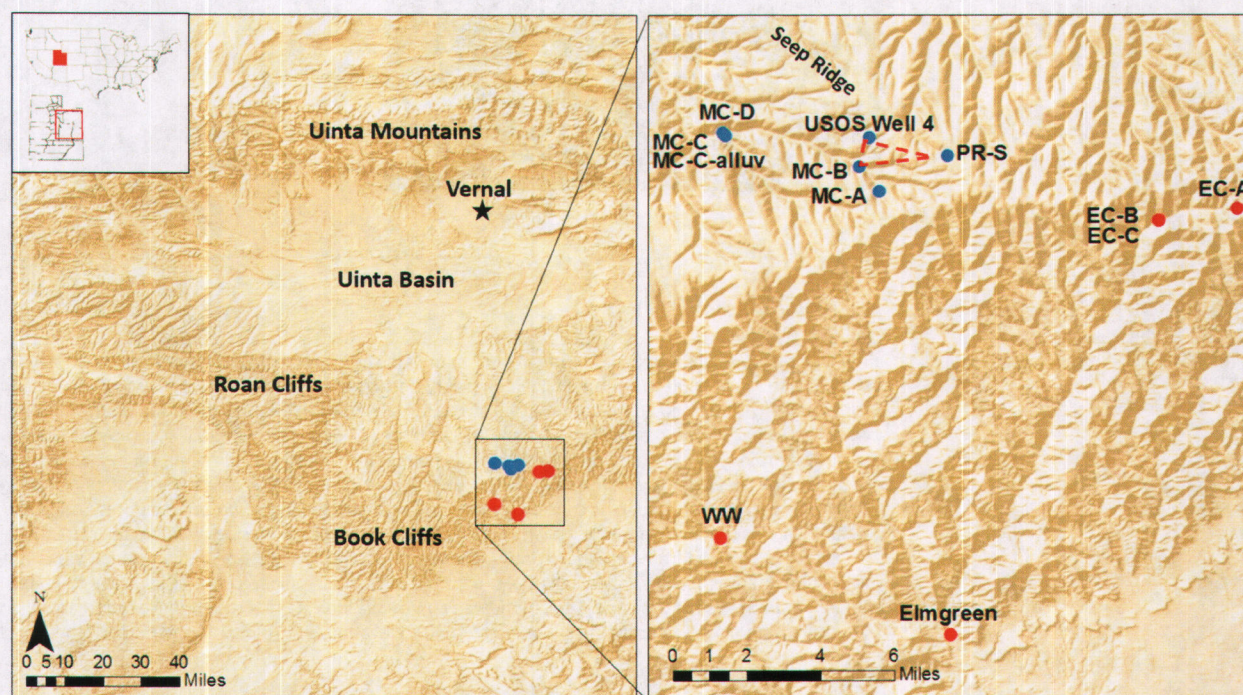 Uinta Mountains
Vernal
Uinta Basin
Roan Cliffs
Book Cliffs
N
0 5 10 20 30 40
Miles
Seep Ridge
MC-D
USOS Well 4
MC-C
MC-C-alluv
PR-S
MC-B
MC-A
EC-A
EC-B
EC-C
WW
Elmgreen
0 1 2 4 6
Miles